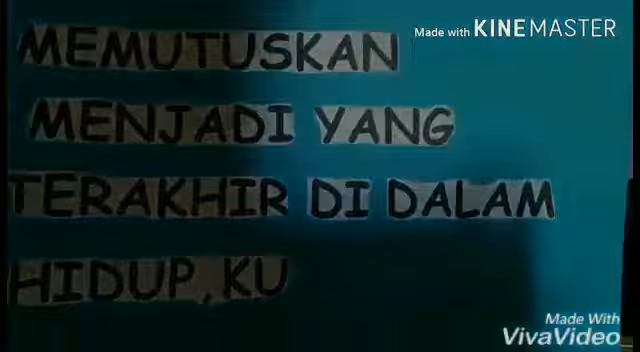 Made with KINEMASTER
MEMUTUSKAN
MENJADI YANG
TERAKHIR DI DALAM
HIDUP,KU
Made With
VivaVideo